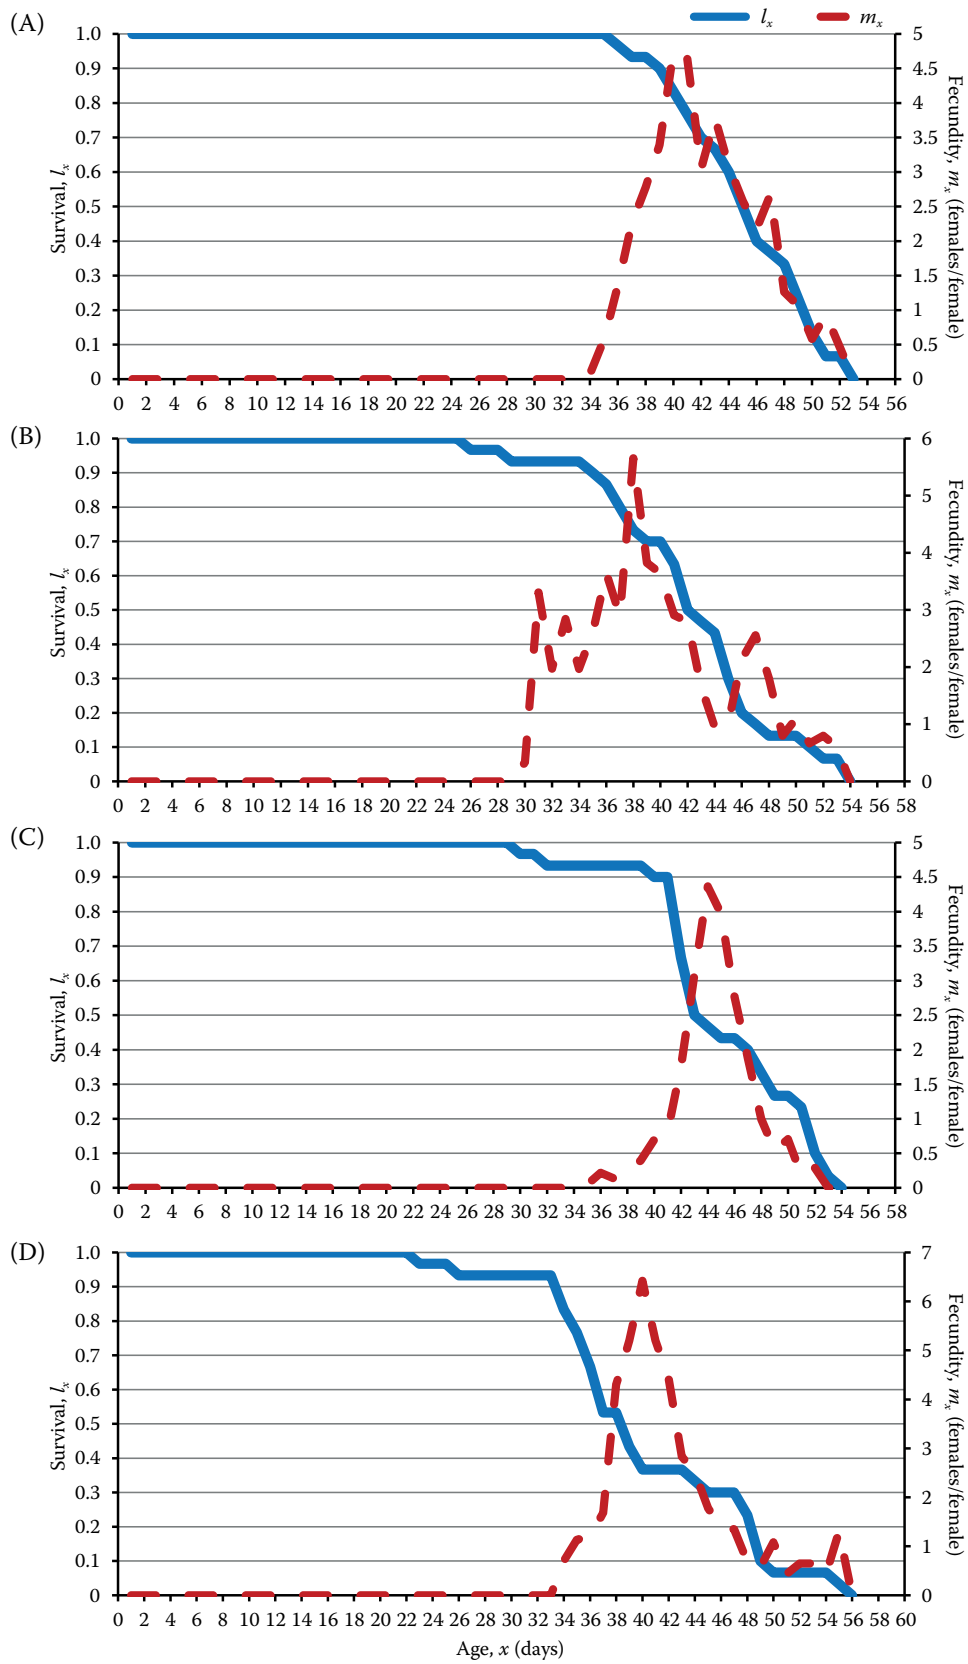 (A)
l_x m_x
1.0 0.9 0.8 0.7 0.6 0.5 0.4 0.3 0.2 0.1 0
Survival, l_x
5 4.5 4 3.5 3 2.5 2 1.5 1 0.5 0
Fecundity, m_x (females/female)
0 2 4 6 8 10 12 14 16 18 20 22 24 26 28 30 32 34 36 38 40 42 44 46 48 50 52 54 56
(B)
1.0 0.9 0.8 0.7 0.6 0.5 0.4 0.3 0.2 0.1 0
Survival, l_x
6 5 4 3 2 1 0
Fecundity, m_x (females/female)
0 2 4 6 8 10 12 14 16 18 20 22 24 26 28 30 32 34 36 38 40 42 44 46 48 50 52 54 56 58
(C)
1.0 0.9 0.8 0.7 0.6 0.5 0.4 0.3 0.2 0.1 0
Survival, l_x
5 4.5 4 3.5 3 2.5 2 1.5 1 0.5 0
Fecundity, m_x (females/female)
0 2 4 6 8 10 12 14 16 18 20 22 24 26 28 30 32 34 36 38 40 42 44 46 48 50 52 54 56 58
(D)
1.0 0.9 0.8 0.7 0.6 0.5 0.4 0.3 0.2 0.1 0
Survival, l_x
7 6 5 4 3 2 1 0
Fecundity, m_x (females/female)
0 2 4 6 8 10 12 14 16 18 20 22 24 26 28 30 32 34 36 38 40 42 44 46 48 50 52 54 56 58 60
Age, x (days)